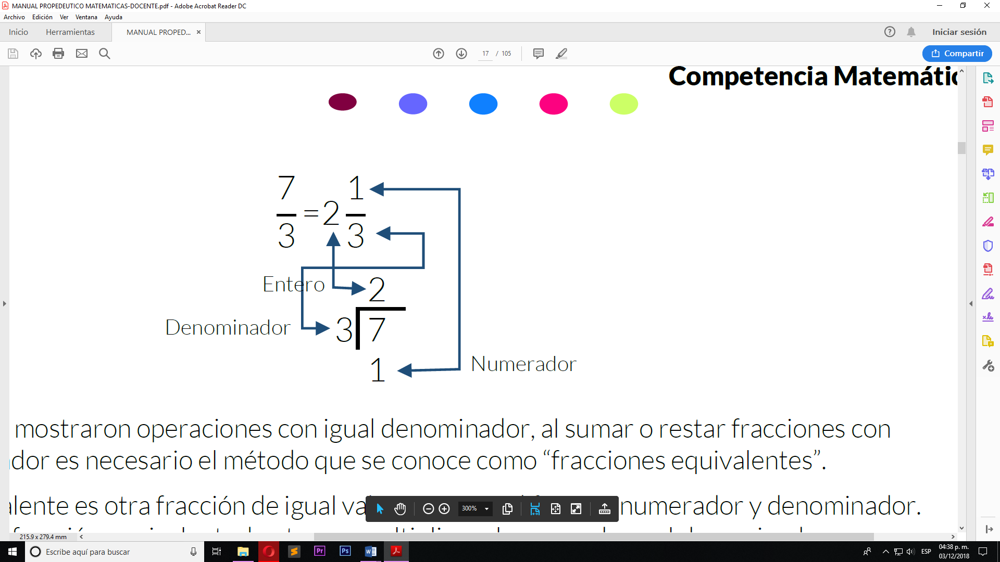 MANUAL PROPEDEUTICO MATEMATICAS-DOCENTE.pdf - Adobe Acrobat Reader DC
Archivo Edición Ver Ventana Ayuda
Inicio Herramientas MANUAL PROPED... × Iniciar sesión
17 / 105 Compartir
Competencia Matemátic
7 1
= 2
3 3
Entero 2
Denominador 3 7
1 Numerador
mostraron operaciones con igual denominador, al sumar o restar fracciones con
dor es necesario el método que se conoce como “fracciones equivalentes”.
alente es otra fracción de igual va numerador y denominador.
300%
215.9 x 279.4 mm
Escribe aquí para buscar
Pr Ps
ESP
04:38 p. m.
03/12/2018